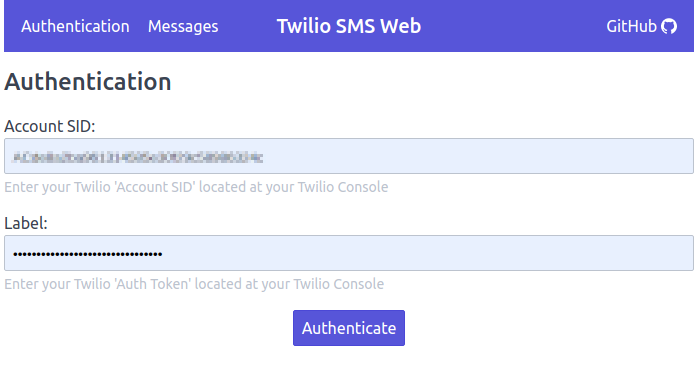 Authentication Messages Twilio SMS Web GitHub
Authentication
Account SID:
Enter your Twilio 'Account SID' located at your Twilio Console
Label:
••••••••••••••••••••••••••••••••
Enter your Twilio 'Auth Token' located at your Twilio Console
Authenticate